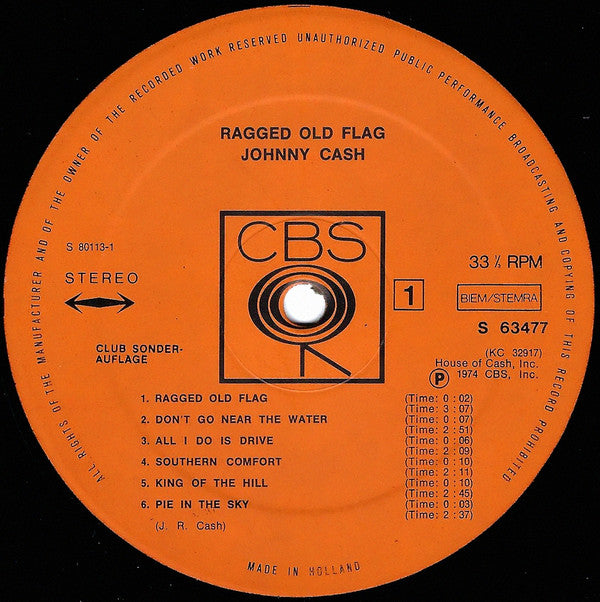 ALL RIGHTS OF THE MANUFACTURER AND OF THE OWNER OF THE RECORDED WORK RESERVED UNAUTHORIZED PUBLIC PERFORMANCE BROADCASTING AND COPYING OF THIS RECORD PROHIBITED
RAGGED OLD FLAG
JOHNNY CASH
CBS
S 80113-1
STEREO
33 ⅓ RPM
1
BIEM/STEMRA
S 63477
CLUB SONDER-
AUFLAGE
(KC 32917)
House of Cash, Inc.
Ⓟ 1974 CBS, Inc.
1. RAGGED OLD FLAG (Time: 0 : 02)
(Time: 3 : 07)
2. DON'T GO NEAR THE WATER (Time: 0 : 07)
(Time: 2 : 51)
3. ALL I DO IS DRIVE (Time: 0 : 06)
(Time: 2 : 09)
4. SOUTHERN COMFORT (Time: 0 : 10)
(Time: 2 : 11)
5. KING OF THE HILL (Time: 0 : 10)
(Time: 2 : 45)
6. PIE IN THE SKY (Time: 0 : 03)
(J. R. Cash) (Time: 2 : 37)
MADE IN HOLLAND